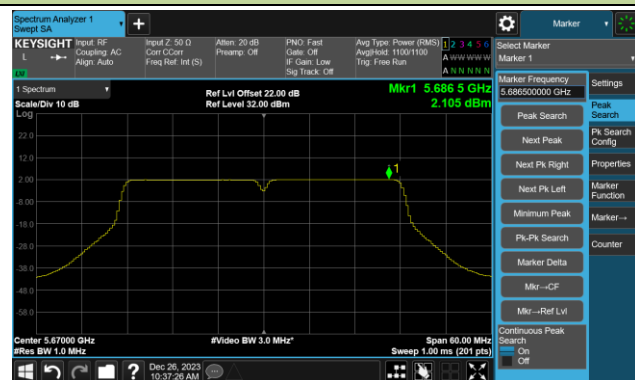 Spectrum Analyzer 1
Swept SA
Marker
KEYSIGHT
L
Input: RF
Coupling: AC
Align: Auto
Input Z: 50 Ω
Corr CCorr
Freq Ref: Int (S)
Atten: 20 dB
Preamp: Off
PNO: Fast
Gate: Off
IF Gain: Low
Sig Track: Off
Avg Type: Power (RMS)
Avg|Hold: 1100/1100
Trig: Free Run
1 2 3 4 5 6
A W W W W W
A N N N N N
LXI
Select Marker
Marker 1
1 Spectrum
Scale/Div 10 dB
Log
Ref Lvl Offset 22.00 dB
Ref Level 32.00 dBm
Mkr1 5.686 5 GHz
2.105 dBm
22.0
12.0
2.00
-8.00
-18.0
-28.0
-38.0
-48.0
-58.0
1
Center 5.67000 GHz
#Res BW 1.0 MHz
#Video BW 3.0 MHz*
Span 60.00 MHz
Sweep 1.00 ms (201 pts)
Marker Frequency
5.686500000 GHz
Peak Search
Next Peak
Next Pk Right
Next Pk Left
Minimum Peak
Pk-Pk Search
Marker Delta
Mkr→CF
Mkr→Ref Lvl
Continuous Peak
Search
On
Off
Settings
Peak
Search
Pk Search
Config
Properties
Marker
Function
Marker→
Counter
?
Dec 26, 2023
10:37:26 AM